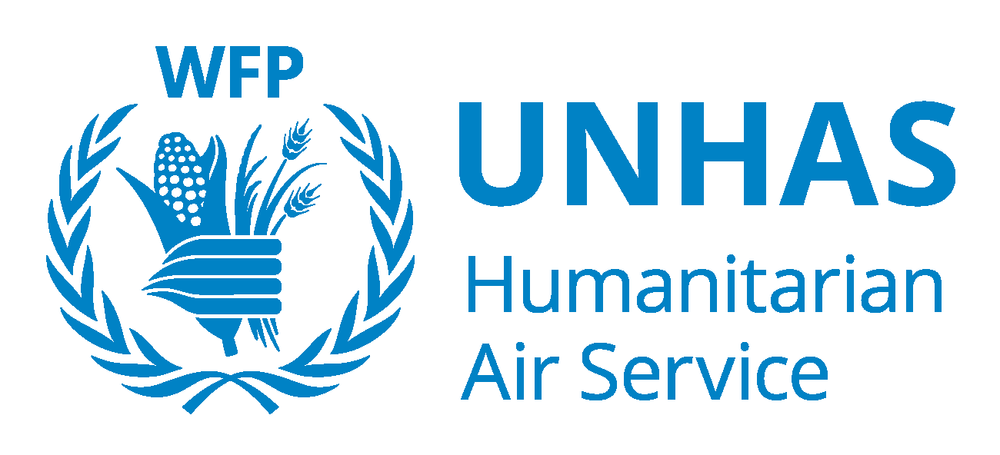 WFP
UNHAS
Humanitarian
Air Service